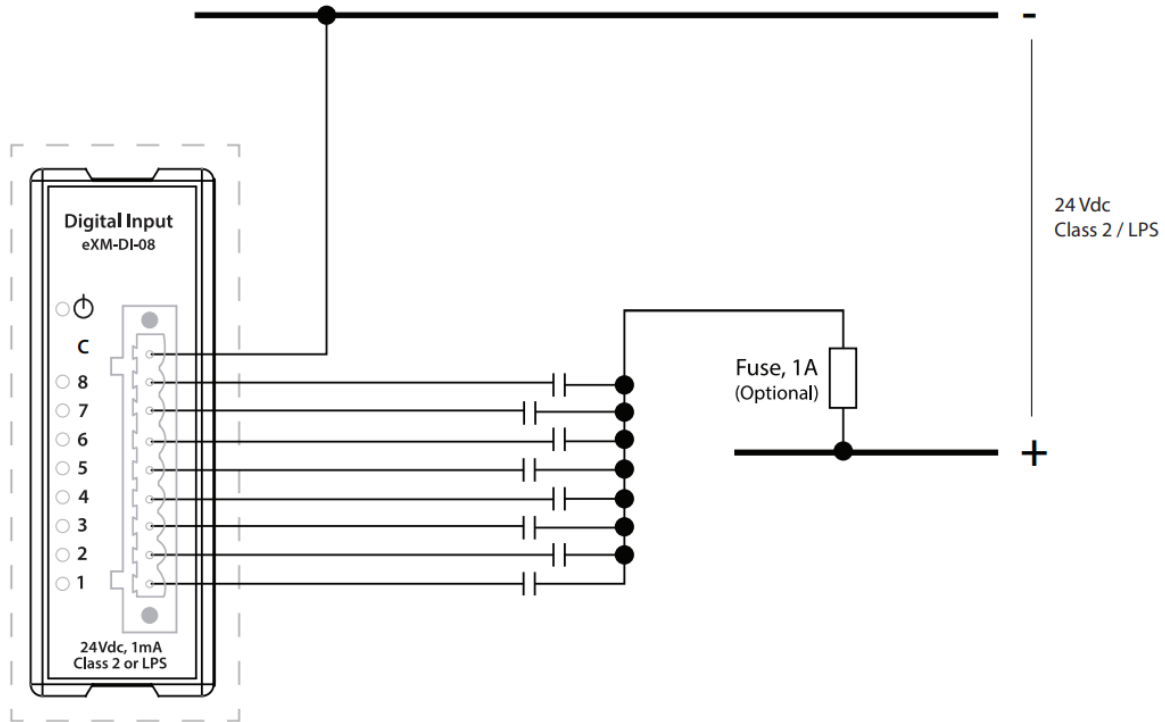 -
24 Vdc
Class 2 / LPS
Digital Input
eXM-DI-08
C
8
7
6
5
4
3
2
1
24Vdc, 1mA
Class 2 or LPS
Fuse, 1A
(Optional)
+